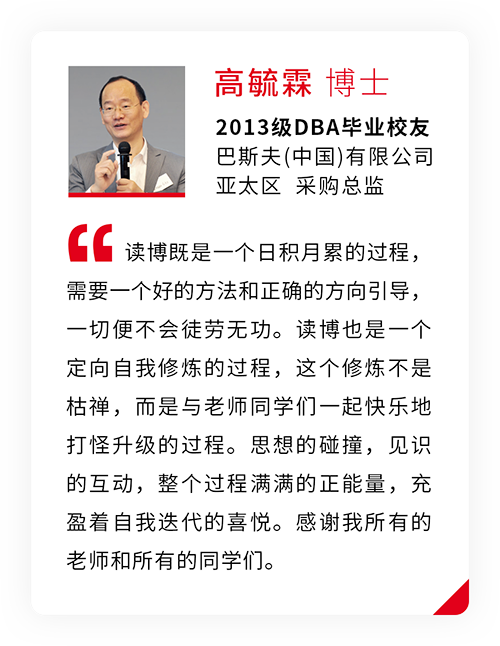 高毓霖 博士
2013级DBA毕业校友
巴斯夫(中国)有限公司
亚太区 采购总监
“读博既是一个日积月累的过程，
需要一个好的方法和正确的方向引导，
一切便不会徒劳无功。读博也是一个
定向自我修炼的过程，这个修炼不是
枯禅，而是与老师同学们一起快乐地
打怪升级的过程。思想的碰撞，见识
的互动，整个过程满满的正能量，充
盈着自我迭代的喜悦。感谢我所有的
老师和所有的同学们。